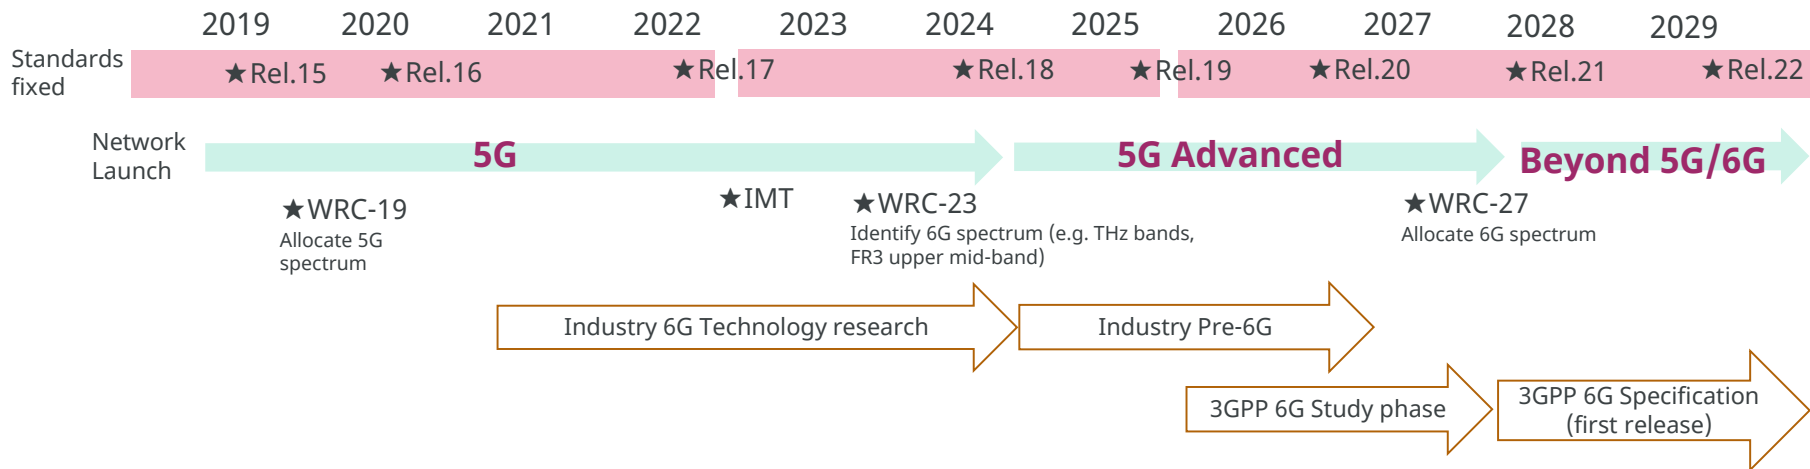 2019 2020 2021 2022 2023 2024 2025 2026 2027 2028 2029
Standards
fixed
★Rel.15 ★Rel.16 ★Rel.17 ★Rel.18 ★Rel.19 ★Rel.20 ★Rel.21 ★Rel.22
Network
Launch
5G
5G Advanced
Beyond 5G/6G
★WRC-19
Allocate 5G
spectrum
★IMT
★WRC-23
Identify 6G spectrum (e.g. THz bands,
FR3 upper mid-band)
★WRC-27
Allocate 6G spectrum
Industry 6G Technology research
Industry Pre-6G
3GPP 6G Study phase
3GPP 6G Specification
(first release)